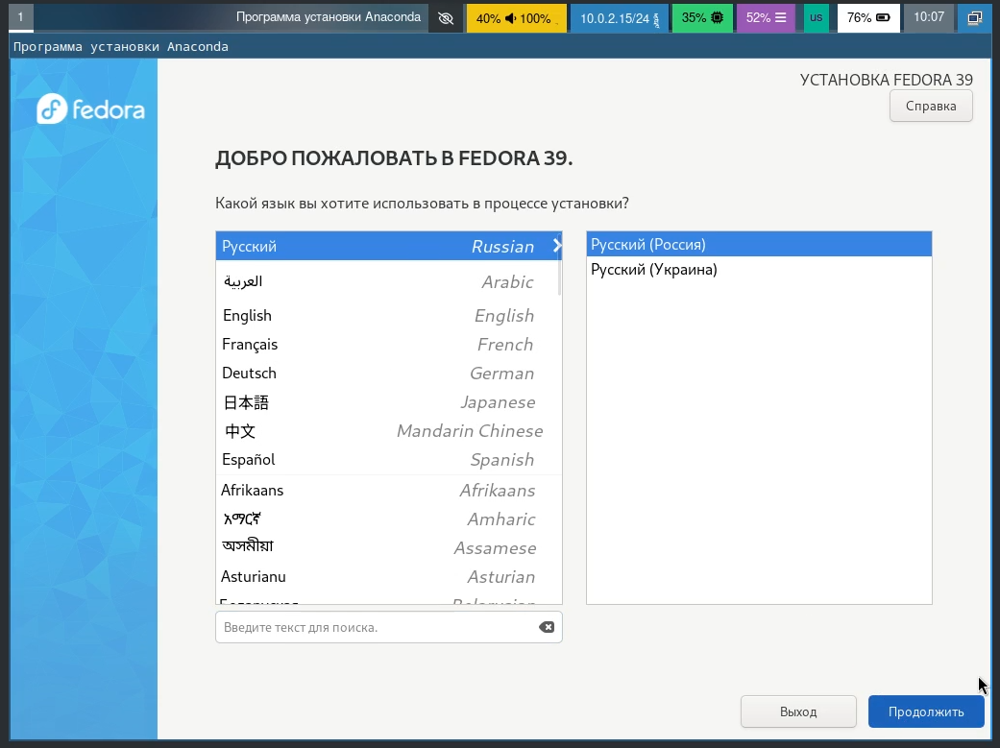 1 Программа установки Anaconda 40% 100% 10.0.2.15/24 35% 52% us 76% 10:07
Программа установки Anaconda
fedora
УСТАНОВКА FEDORA 39
Справка
ДОБРО ПОЖАЛОВАТЬ В FEDORA 39.
Какой язык вы хотите использовать в процессе установки?
Русский Russian
العربية Arabic
English English
Français French
Deutsch German
日本語 Japanese
中文 Mandarin Chinese
Español Spanish
Afrikaans Afrikaans
አማርኛ Amharic
অসমীয়া Assamese
Asturianu Asturian
Русский (Россия)
Русский (Украина)
Введите текст для поиска.
Выход Продолжить